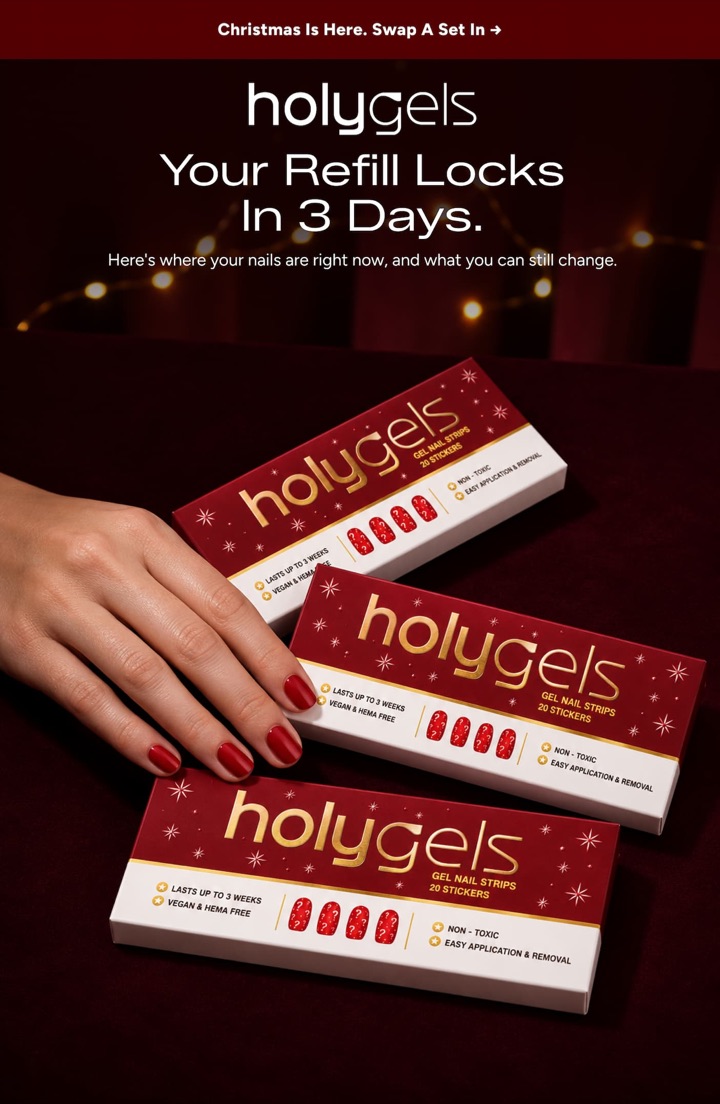 Christmas Is Here. Swap A Set In →
holygels
Your Refill Locks
In 3 Days.
Here's where your nails are right now, and what you can still change.
holygels
GEL NAIL STRIPS
20 STICKERS
NON - TOXIC
EASY APPLICATION & REMOVAL
LASTS UP TO 3 WEEKS
VEGAN & HEMA
? ? ? ?
holygels
GEL NAIL STRIPS
20 STICKERS
LASTS UP TO 3 WEEKS
VEGAN & HEMA FREE
NON - TOXIC
EASY APPLICATION & REMOVAL
holygels
GEL NAIL STRIPS
20 STICKERS
LASTS UP TO 3 WEEKS
VEGAN & HEMA FREE
NON - TOXIC
EASY APPLICATION & REMOVAL